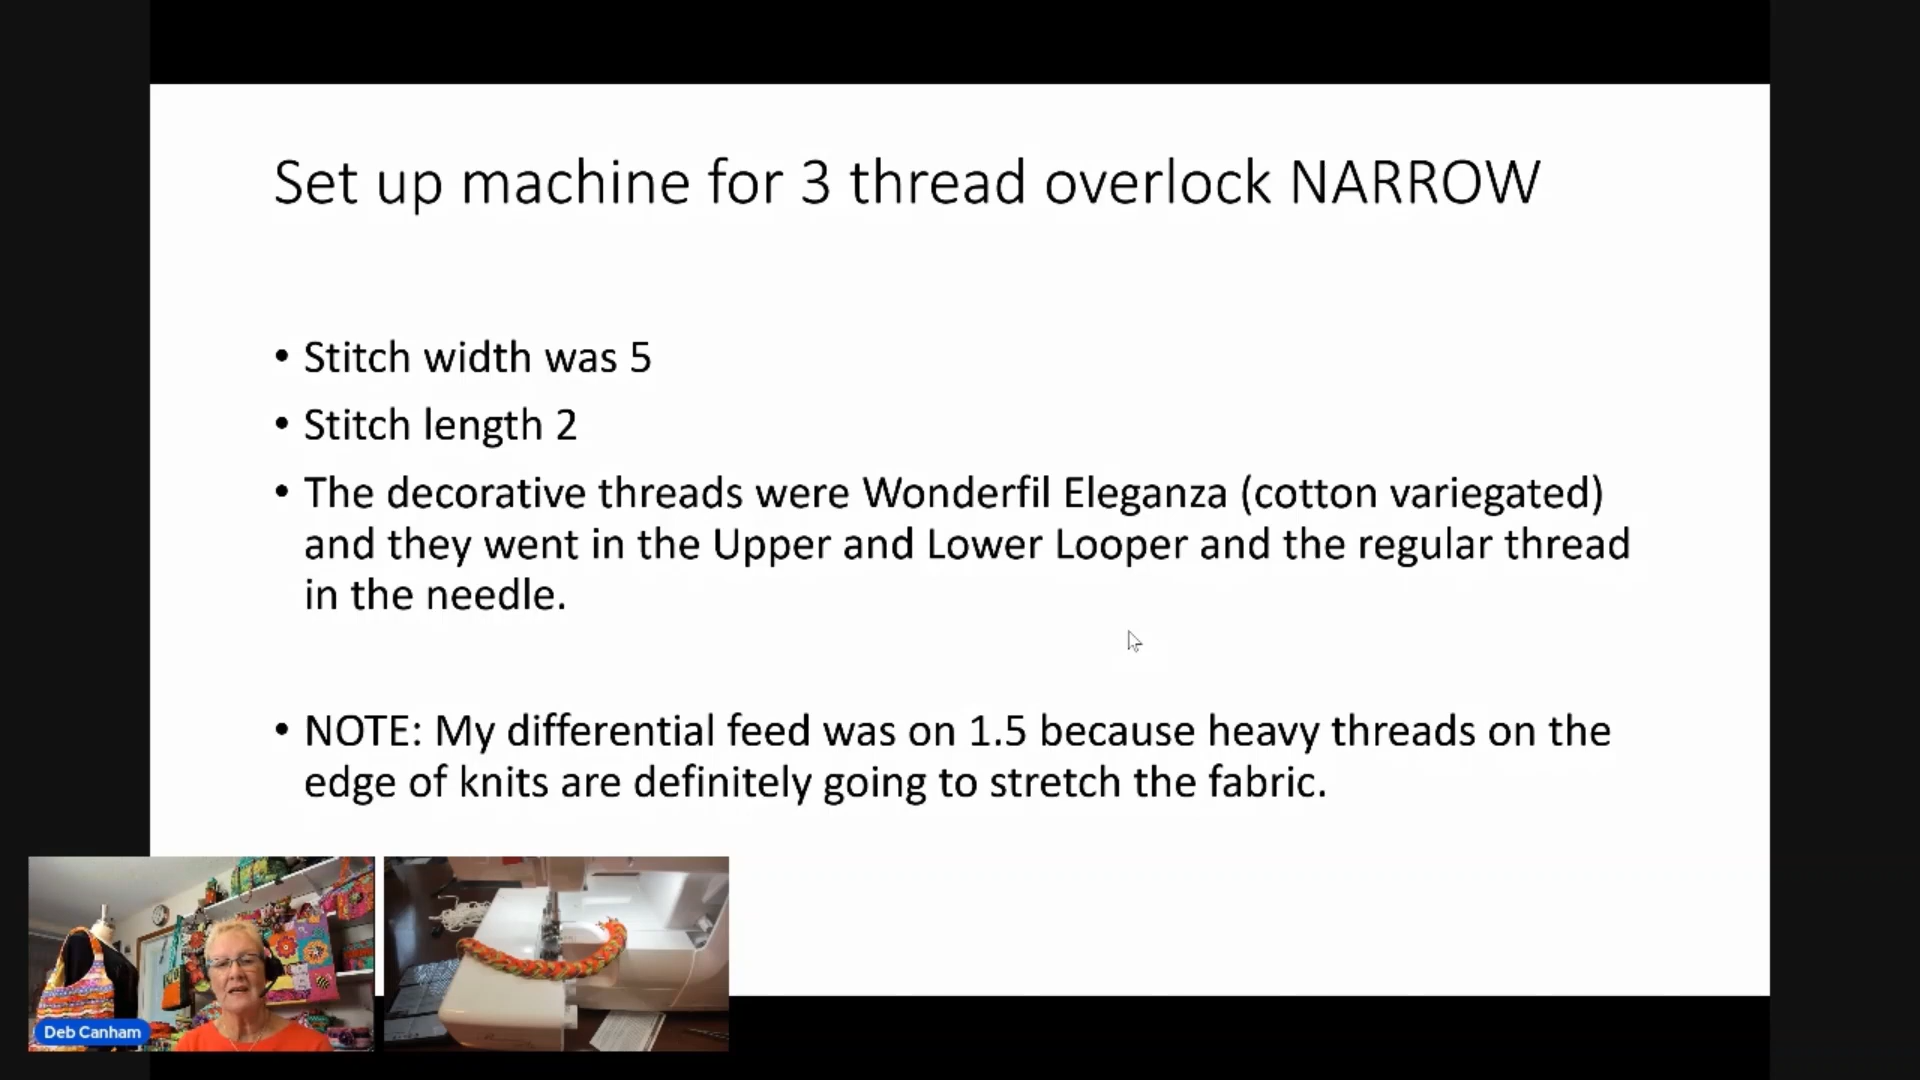 Set up machine for 3 thread overlock NARROW
• Stitch width was 5
• Stitch length 2
• The decorative threads were Wonderfil Eleganza (cotton variegated)
and they went in the Upper and Lower Looper and the regular thread
in the needle.
• NOTE: My differential feed was on 1.5 because heavy threads on the
edge of knits are definitely going to stretch the fabric.
Deb Canham